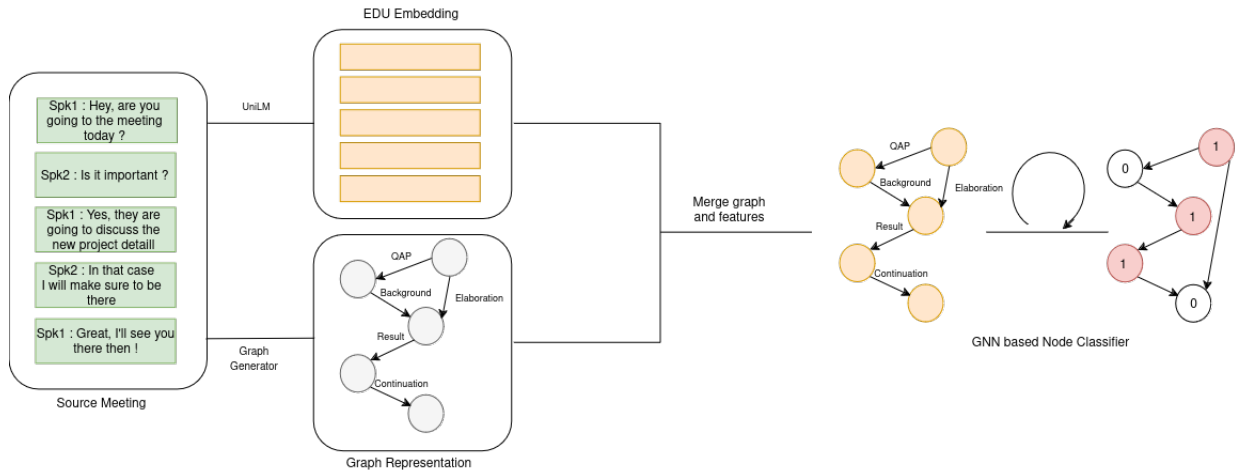 EDU Embedding
Spk1 : Hey, are you
going to the meeting
today ?
Spk2 : Is it important ?
Spk1 : Yes, they are
going to discuss the
new project detaill
Spk2 : In that case
I will make sure to be
there
Spk1 : Great, I'll see you
there then !
Source Meeting
UniLM
Graph
Generator
QAP
Background
Elaboration
Result
Continuation
Graph Representation
Merge graph
and features
QAP
Background
Elaboration
Result
Continuation
1
0
1
1
0
GNN based Node Classifier